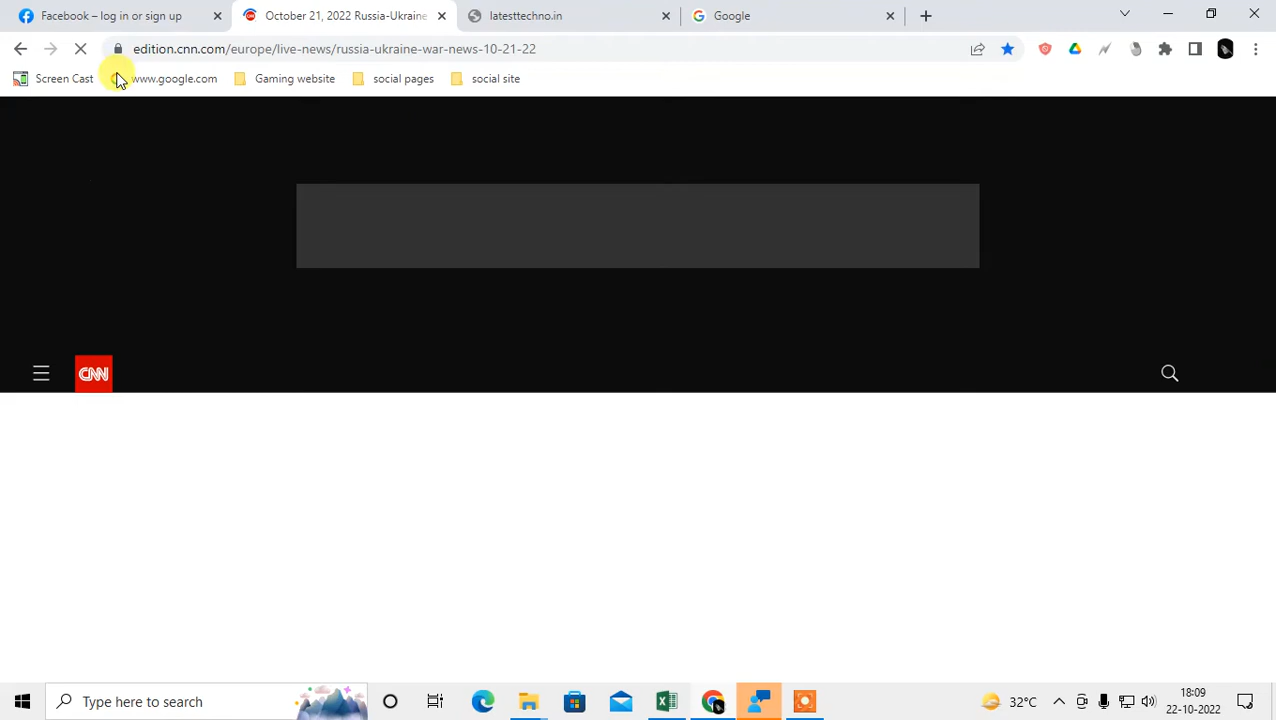 Facebook – log in or sign up
October 21, 2022 Russia-Ukraine
latesttechno.in
Google
edition.cnn.com/europe/live-news/russia-ukraine-war-news-10-21-22
Screen Cast
www.google.com
Gaming website
social pages
social site
CNN
Type here to search
32°C
18:09
22-10-2022